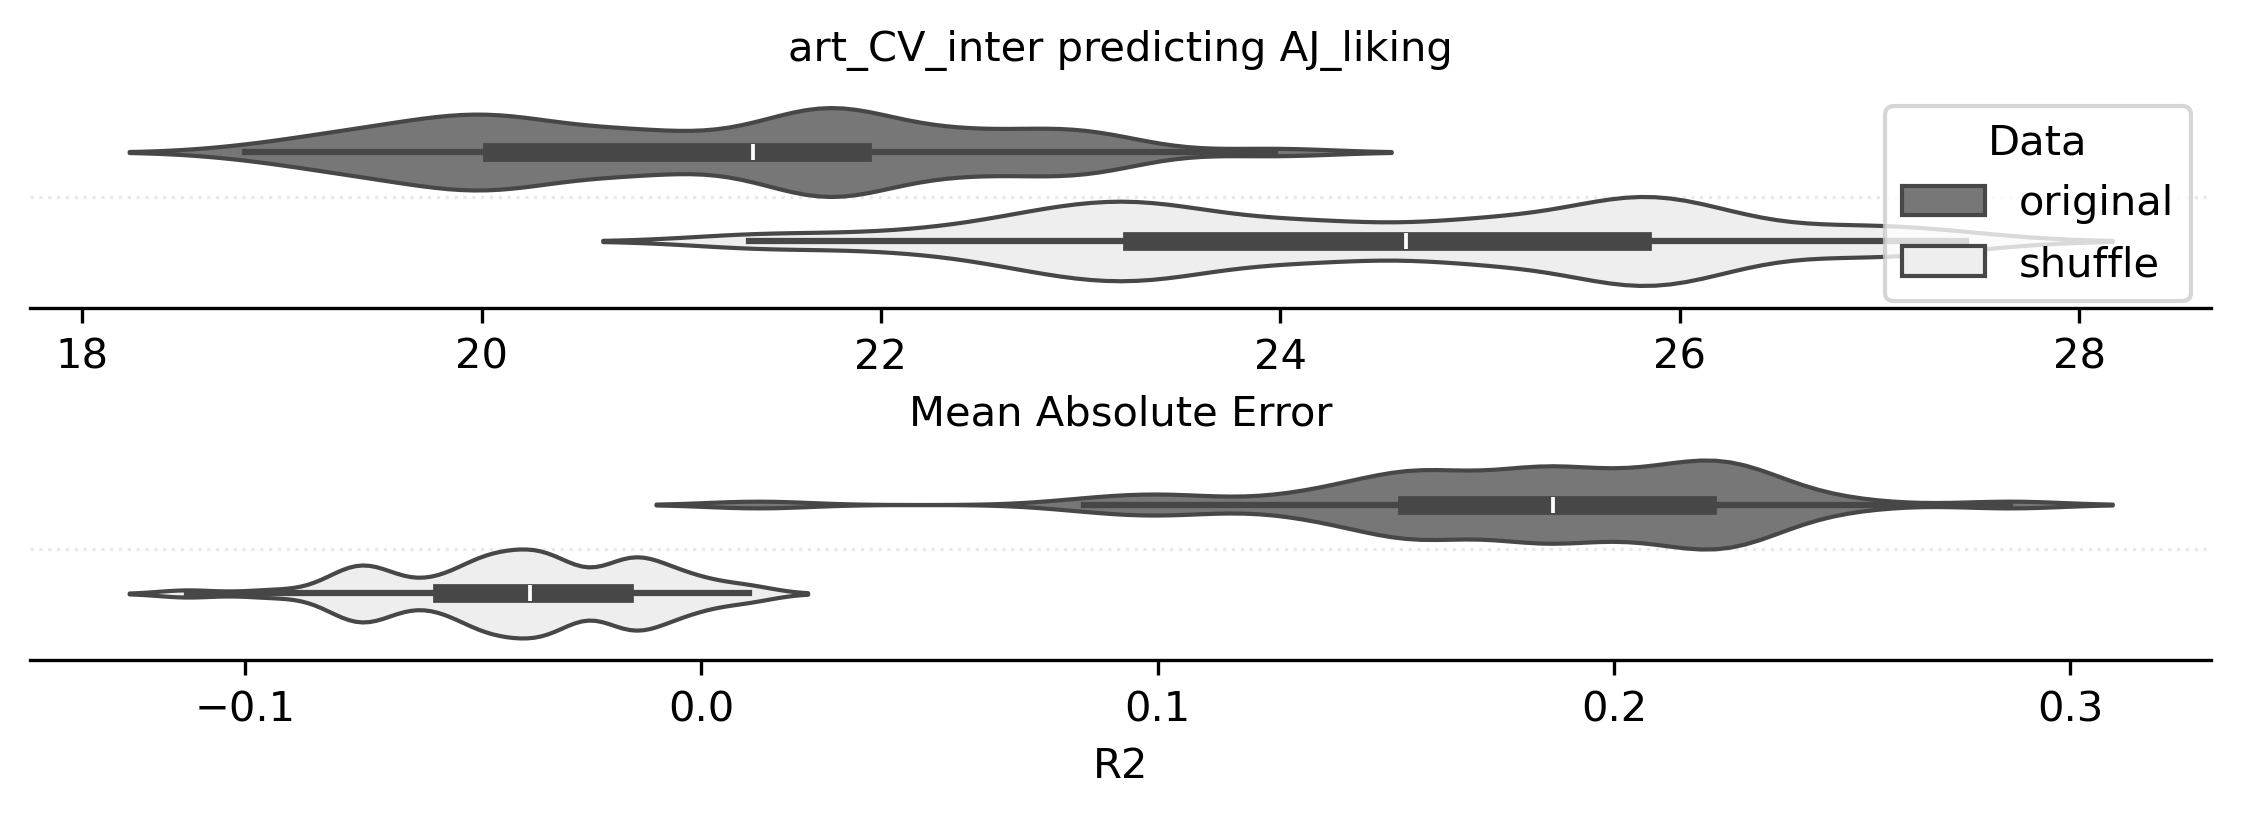 art_CV_inter predicting AJ_liking
Data
original
shuffle
18 20 22 24 26 28
Mean Absolute Error
−0.1 0.0 0.1 0.2 0.3
R2